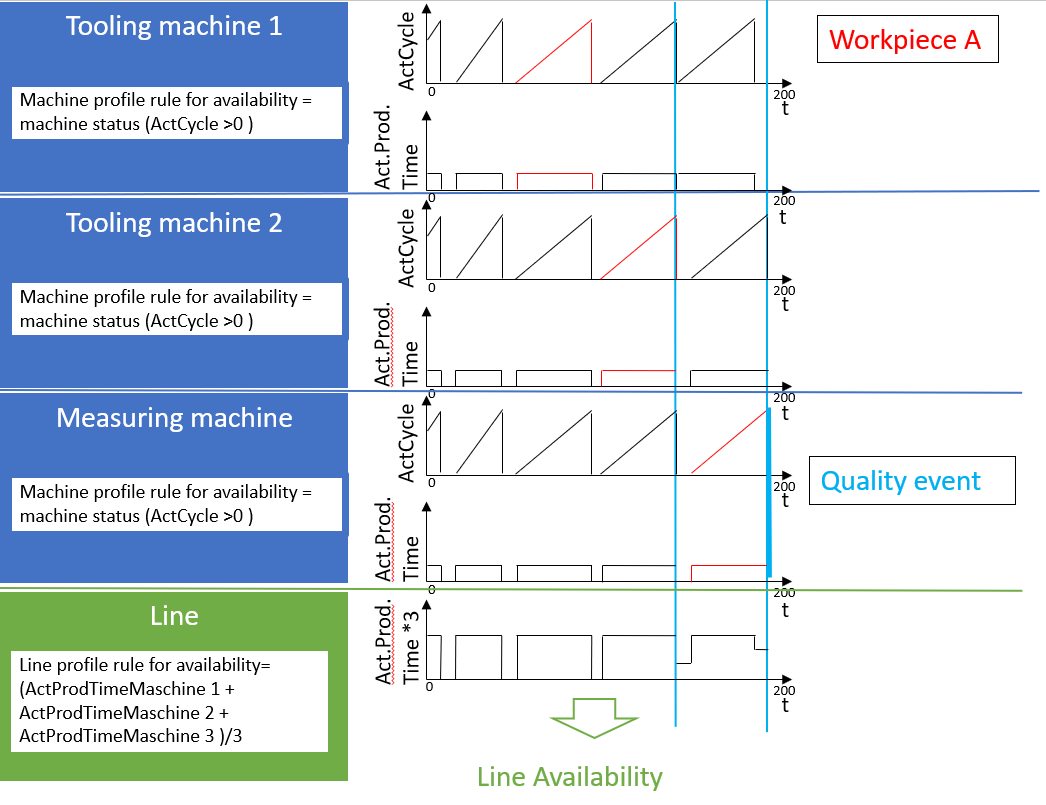 Tooling machine 1
Machine profile rule for availability =
machine status (ActCycle >0 )
ActCycle
0
200
t
Act.Prod.
Time
0
200
t
Workpiece A
Tooling machine 2
Machine profile rule for availability =
machine status (ActCycle >0 )
ActCycle
0
200
t
Act.Prod.
Time
0
200
t
Measuring machine
Machine profile rule for availability =
machine status (ActCycle >0 )
ActCycle
0
200
t
Act.Prod.
Time
0
200
t
Quality event
Line
Line profile rule for availability=
(ActProdTimeMaschine 1 +
ActProdTimeMaschine 2 +
ActProdTimeMaschine 3 )/3
Act.Prod.
Time *3
0
200
t
Line Availability